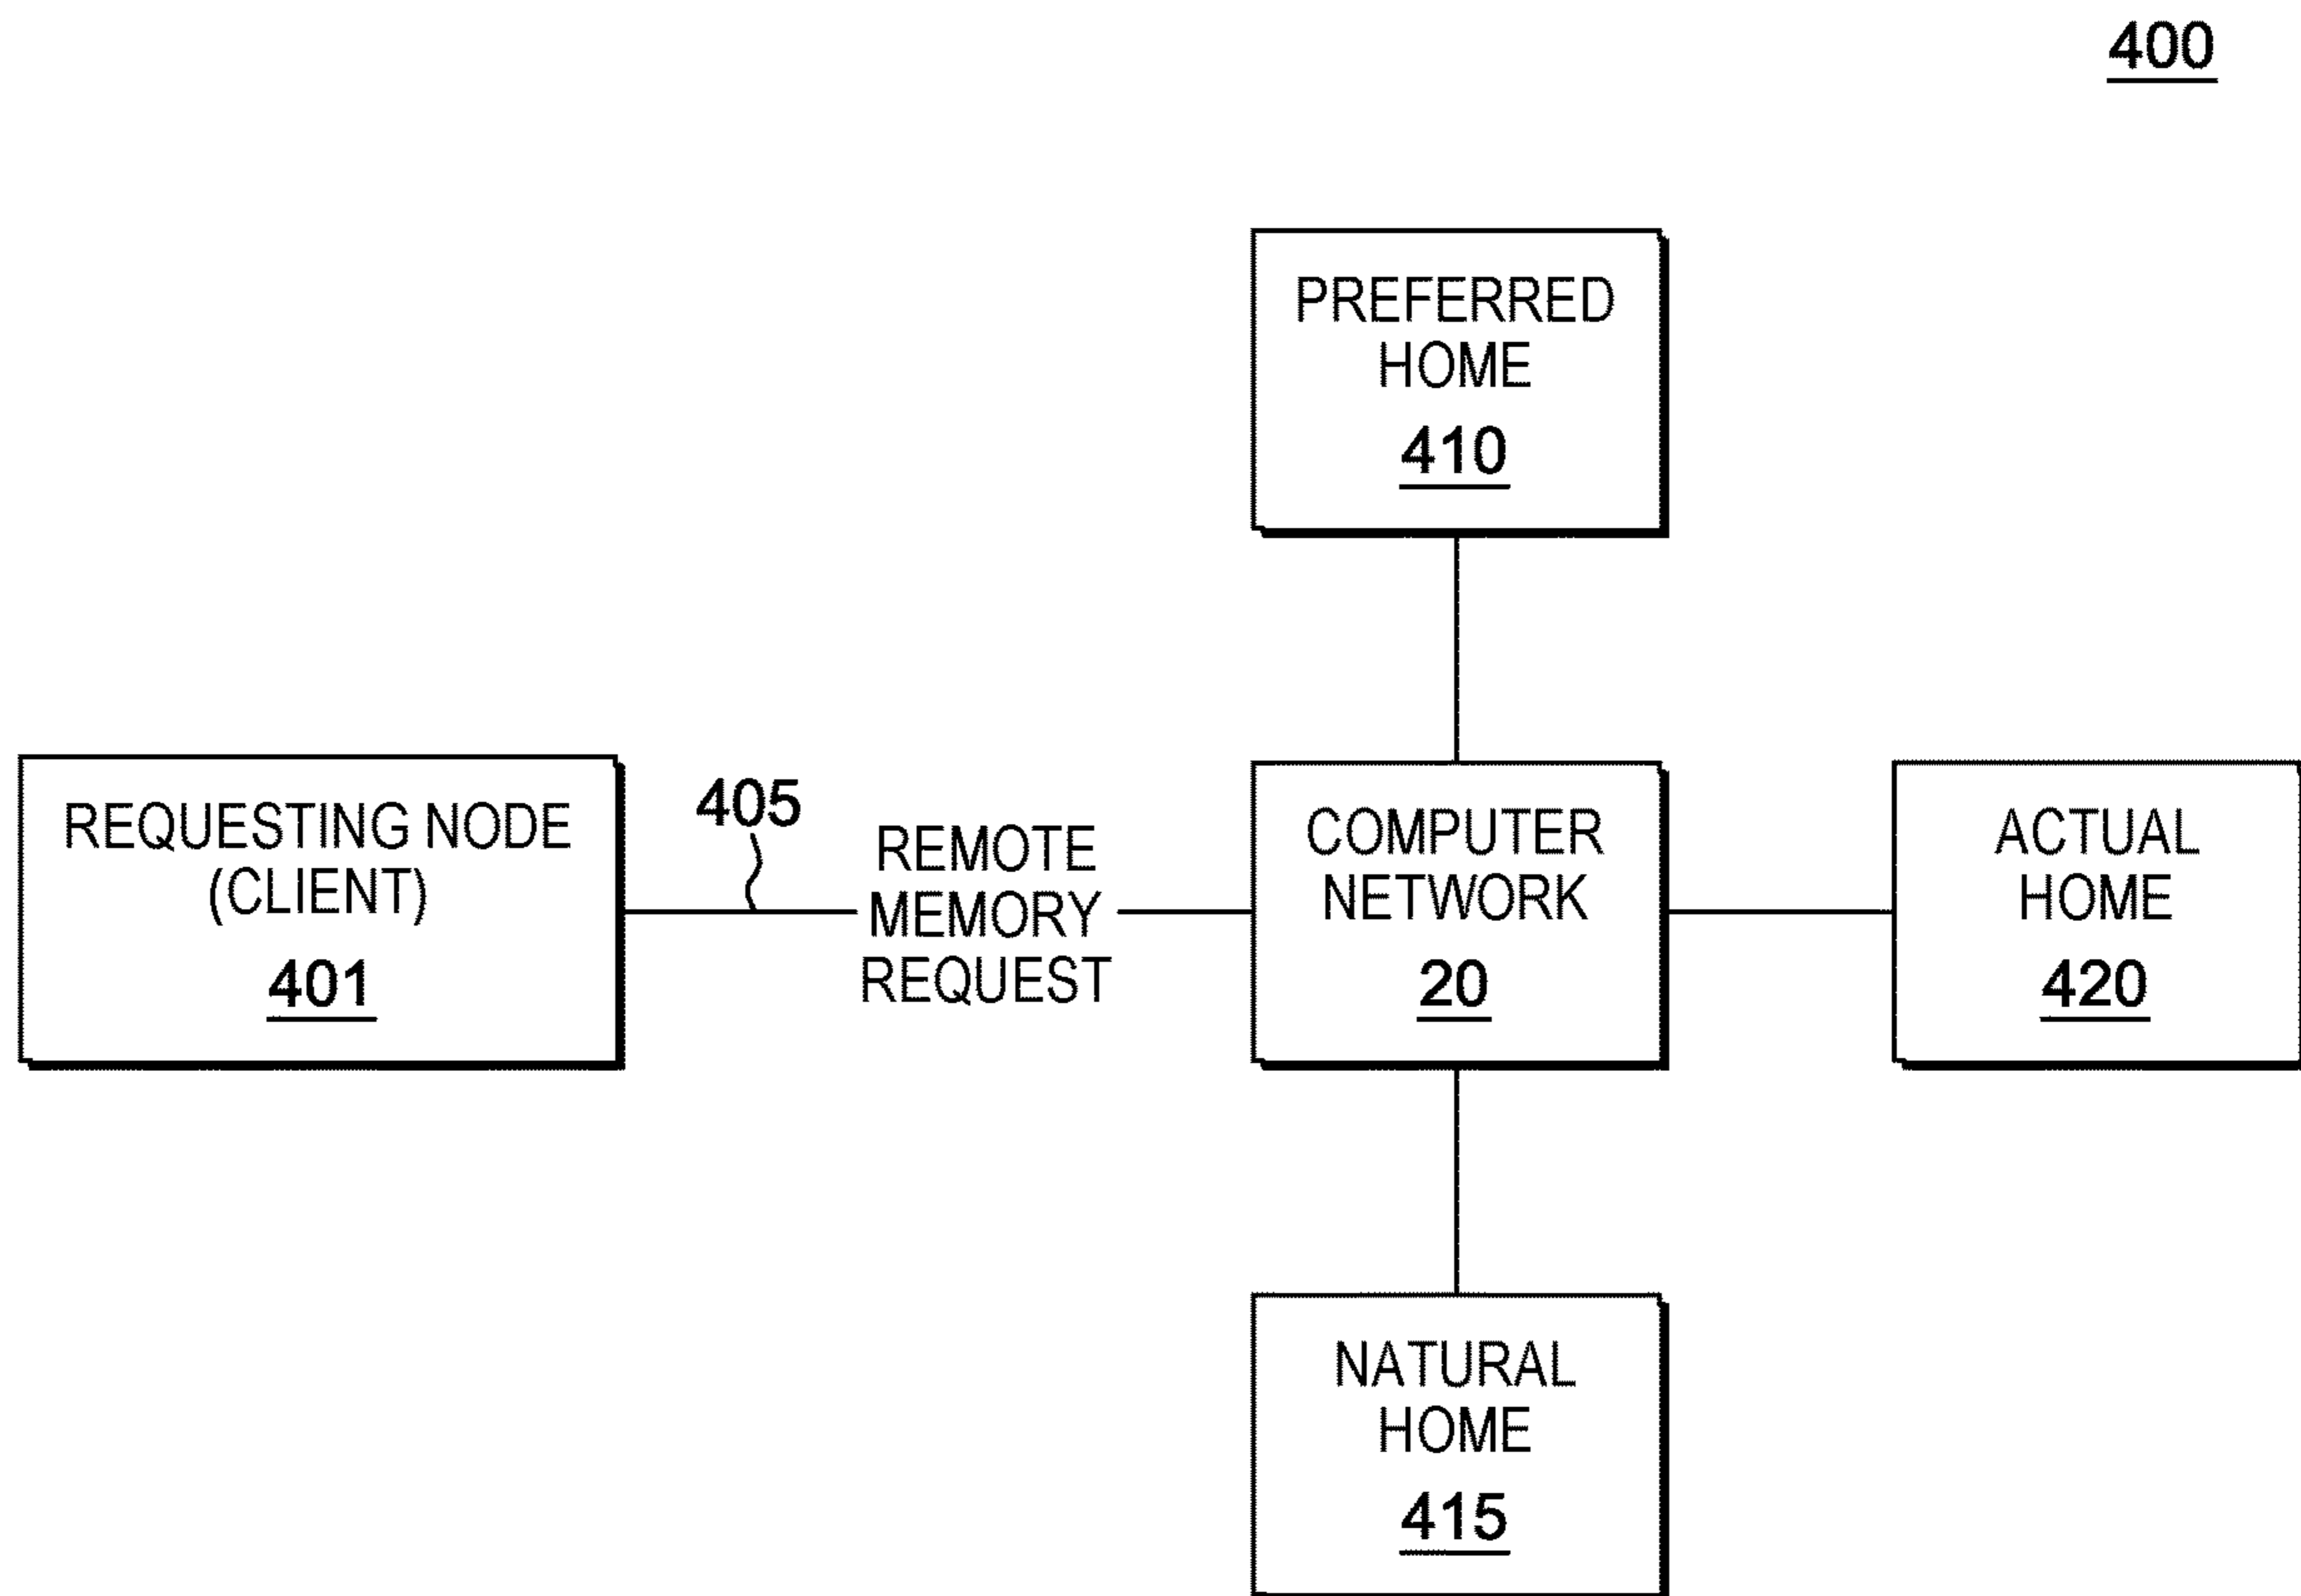 400
PREFERRED
HOME
410
REQUESTING NODE
(CLIENT)
401
405
REMOTE
MEMORY
REQUEST
COMPUTER
NETWORK
20
ACTUAL
HOME
420
NATURAL
HOME
415